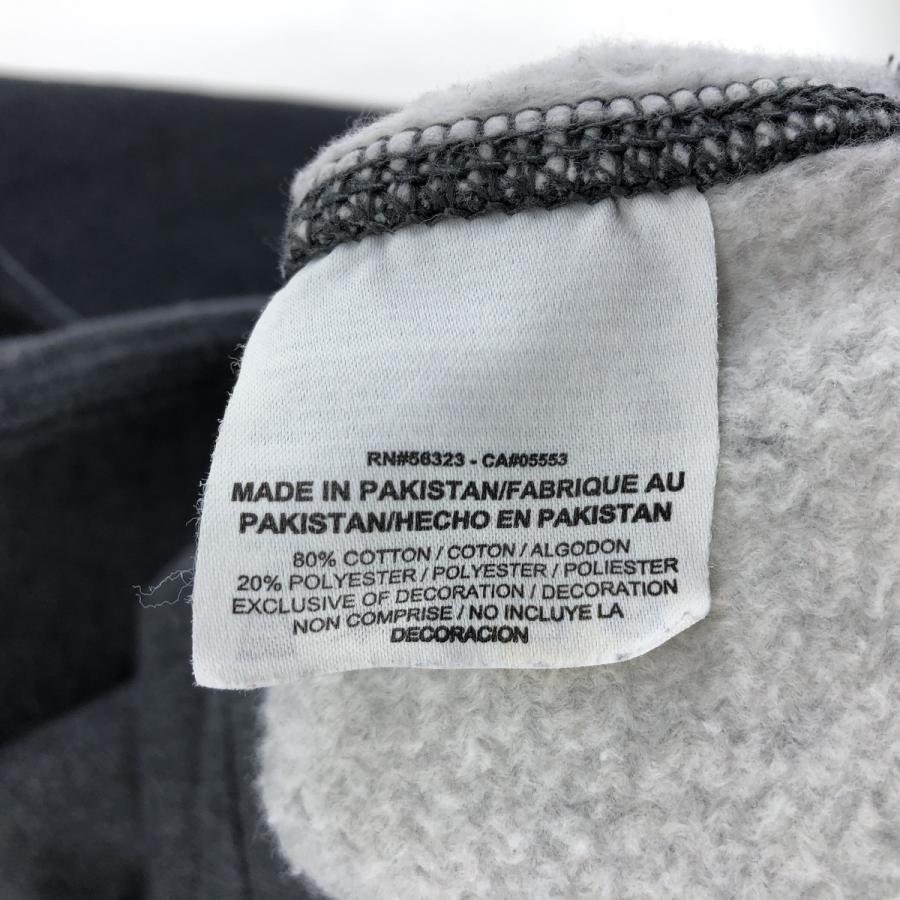 RN#56323 - CA#05553
MADE IN PAKISTAN/FABRIQUE AU
PAKISTAN/HECHO EN PAKISTAN
80% COTTON / COTON / ALGODON
20% POLYESTER / POLYESTER / POLIESTER
EXCLUSIVE OF DECORATION / DECORATION
NON COMPRISE / NO INCLUYE LA
DECORACION